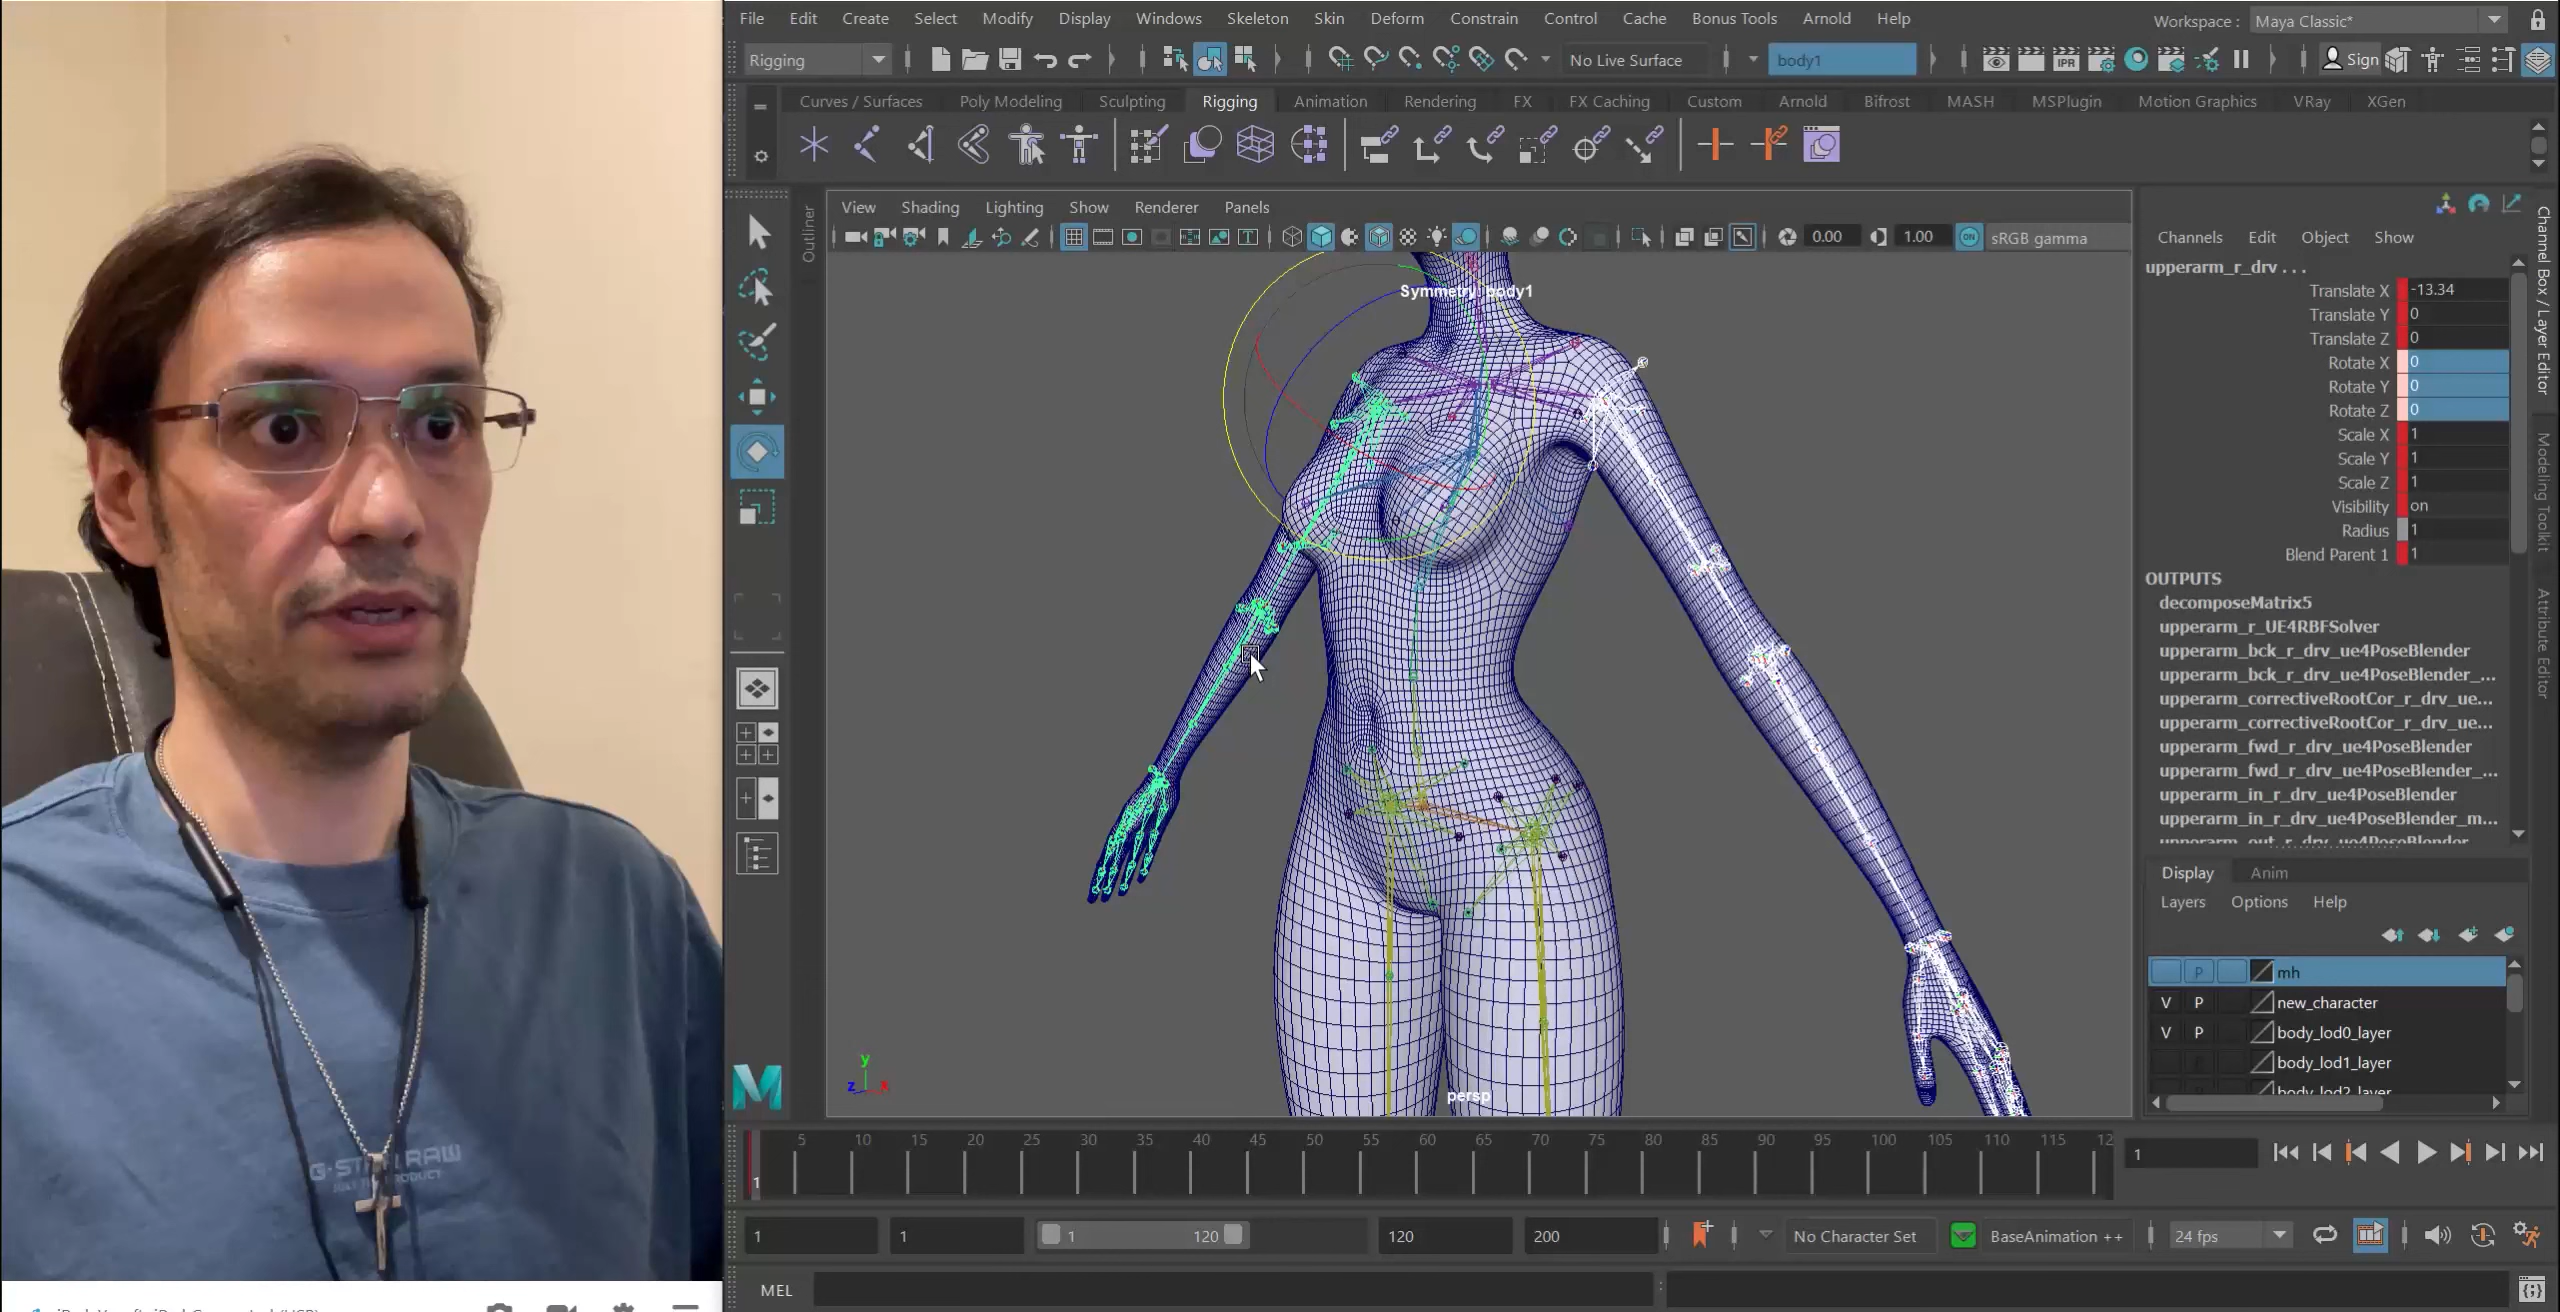 File Edit Create Select Modify Display Windows Skeleton Skin Deform Constrain Control Cache Bonus Tools Arnold Help
Workspace : Maya Classic*
Rigging
No Live Surface
body1
IPR
Sign
Curves / Surfaces Poly Modeling Sculpting Rigging Animation Rendering FX FX Caching Custom Arnold Bifrost MASH MSPlugin Motion Graphics VRay XGen
Outliner
View Shading Lighting Show Renderer Panels
0.00 1.00 ON sRGB gamma
Symmetry: body1
persp
y
z x
Channels Edit Object Show
upperarm_r_drv . . .
Translate X -13.34
Translate Y 0
Translate Z 0
Rotate X 0
Rotate Y 0
Rotate Z 0
Scale X 1
Scale Y 1
Scale Z 1
Visibility on
Radius 1
Blend Parent 1 1
OUTPUTS
decomposeMatrix5
upperarm_r_UE4RBFSolver
upperarm_bck_r_drv_ue4PoseBlender
upperarm_bck_r_drv_ue4PoseBlender_...
upperarm_correctiveRootCor_r_drv_ue...
upperarm_correctiveRootCor_r_drv_ue...
upperarm_fwd_r_drv_ue4PoseBlender
upperarm_fwd_r_drv_ue4PoseBlender_...
upperarm_in_r_drv_ue4PoseBlender
upperarm_in_r_drv_ue4PoseBlender_m...
upperarm_out_r_drv_ue4PoseBlender
Channel Box / Layer Editor
Modeling Toolkit
Attribute Editor
Display Anim
Layers Options Help
P mh
V P new_character
V P body_lod0_layer
P body_lod1_layer
body_lod2_layer
M
5 10 15 20 25 30 35 40 45 50 55 60 65 70 75 80 85 90 95 100 105 110 115 12
1
1
1 1 1 120 120 200 No Character Set BaseAnimation ++ 24 fps
MEL
G-STAR RAW